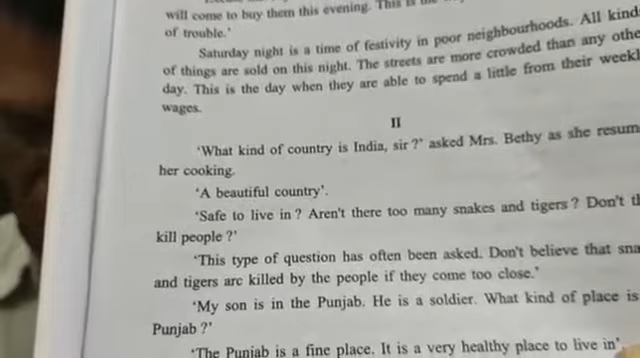 will come to buy them this evening. This is
of trouble.'
Saturday night is a time of festivity in poor neighbourhoods. All kind
of things are sold on this night. The streets are more crowded than any othe
day. This is the day when they are able to spend a little from their weekl
wages.
II
'What kind of country is India, sir ?' asked Mrs. Bethy as she resum
her cooking.
'A beautiful country'.
'Safe to live in ? Aren't there too many snakes and tigers ? Don't th
kill people ?'
'This type of question has often been asked. Don't believe that sna
and tigers are killed by the people if they come too close.'
'My son is in the Punjab. He is a soldier. What kind of place is
Punjab ?'
'The Punjab is a fine place. It is a very healthy place to live in'